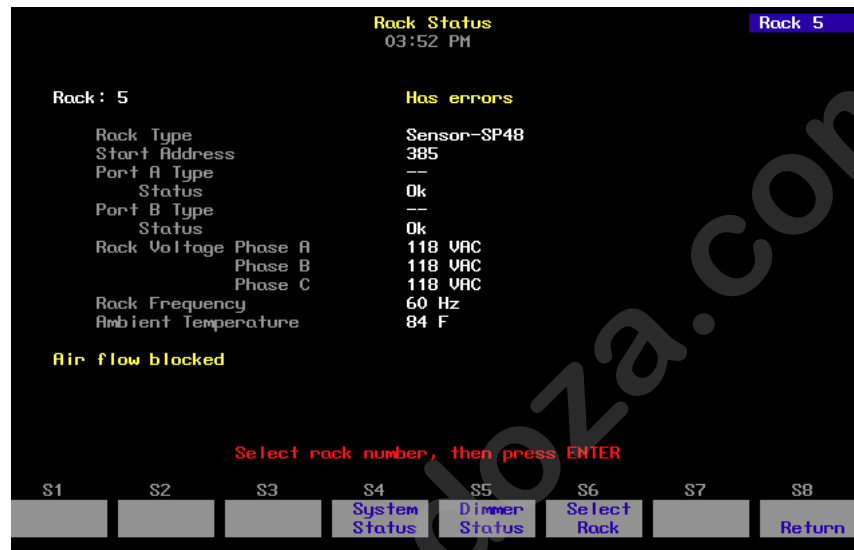 Rack Status
Rack 5
03:52 PM
Rack: 5 Has errors
Rack Type Sensor-SP48
Start Address 385
Port A Type --
Status Ok
Port B Type --
Status Ok
Rack Voltage Phase A 118 VAC
Phase B 118 VAC
Phase C 118 VAC
Rack Frequency 60 Hz
Ambient Temperature 84 F
Air flow blocked
Select rack number, then press ENTER
S1 S2 S3 S4 S5 S6 S7 S8
System Dimmer Select
Status Status Rack Return